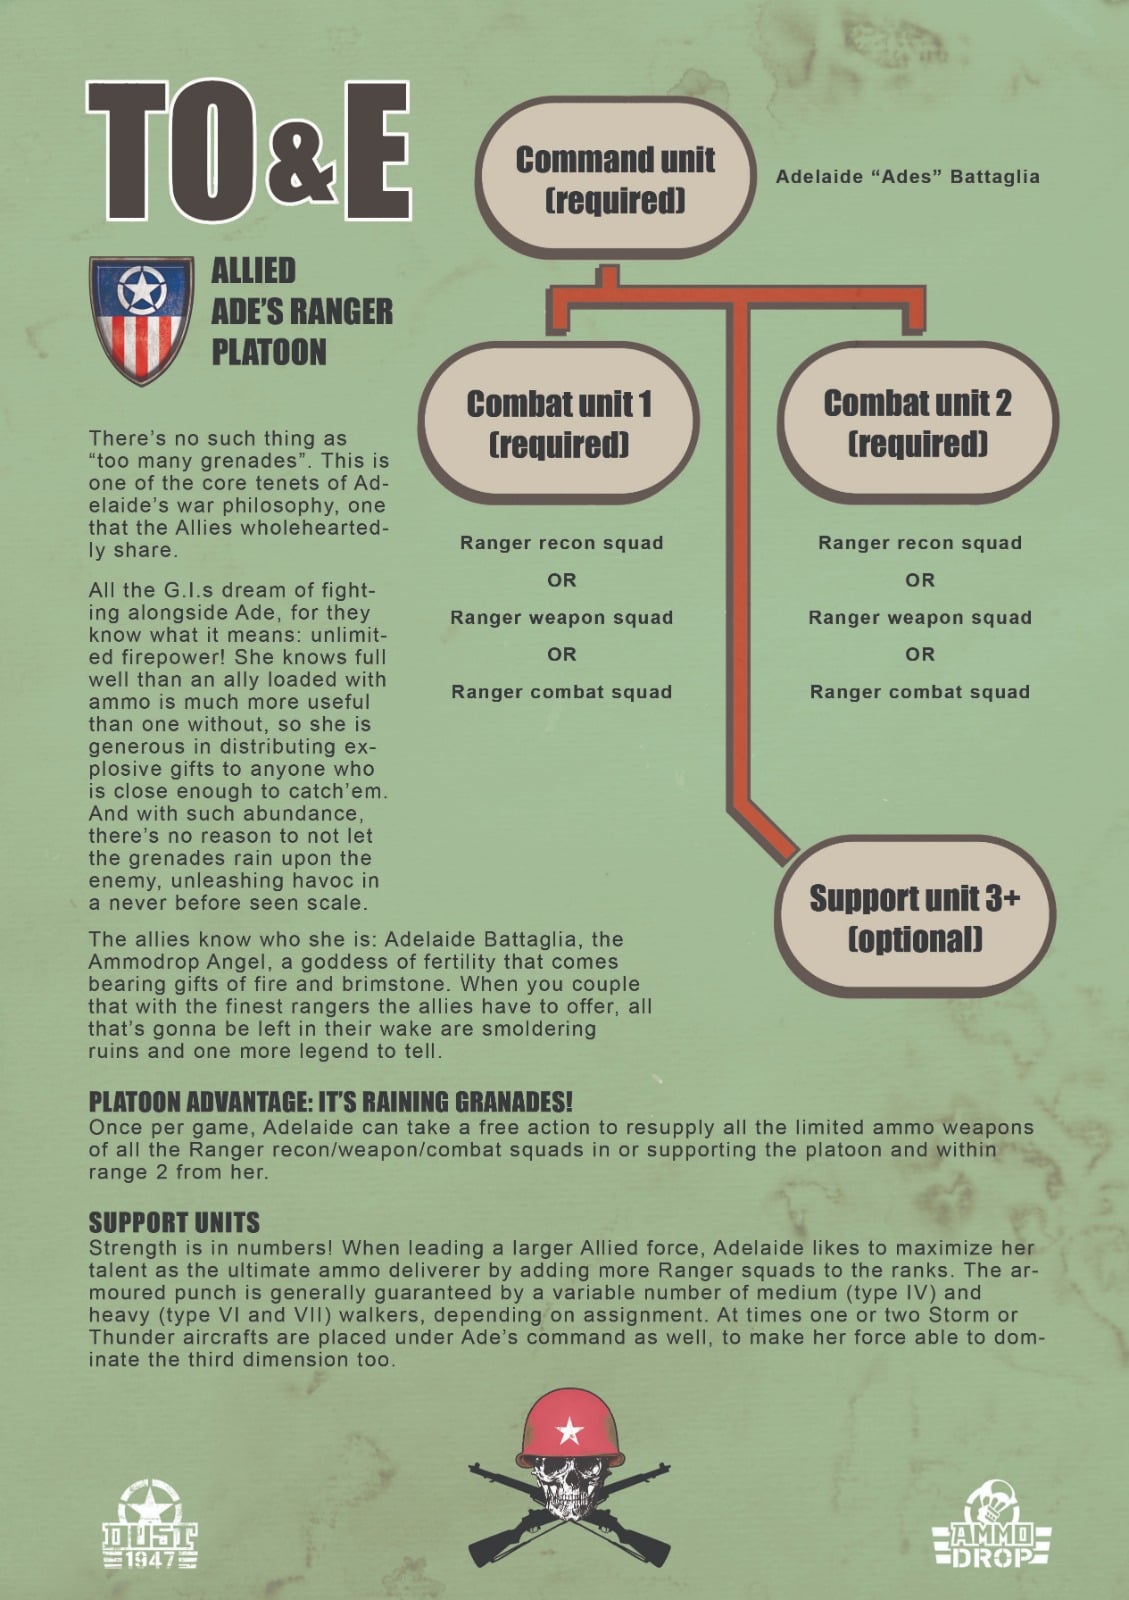 TO&E
ALLIED
ADE'S RANGER
PLATOON
Command unit
(required)
Adelaide “Ades” Battaglia
Combat unit 1
(required)
Ranger recon squad
OR
Ranger weapon squad
OR
Ranger combat squad
Combat unit 2
(required)
Ranger recon squad
OR
Ranger weapon squad
OR
Ranger combat squad
Support unit 3+
(optional)
There's no such thing as
“too many grenades”. This is
one of the core tenets of Ad-
elaide's war philosophy, one
that the Allies wholehearted-
ly share.
All the G.I.s dream of fight-
ing alongside Ade, for they
know what it means: unlimit-
ed firepower! She knows full
well than an ally loaded with
ammo is much more useful
than one without, so she is
generous in distributing ex-
plosive gifts to anyone who
is close enough to catch'em.
And with such abundance,
there's no reason to not let
the grenades rain upon the
enemy, unleashing havoc in
a never before seen scale.
The allies know who she is: Adelaide Battaglia, the
Ammodrop Angel, a goddess of fertility that comes
bearing gifts of fire and brimstone. When you couple
that with the finest rangers the allies have to offer, all
that's gonna be left in their wake are smoldering
ruins and one more legend to tell.
PLATOON ADVANTAGE: IT'S RAINING GRANADES!
Once per game, Adelaide can take a free action to resupply all the limited ammo weapons
of all the Ranger recon/weapon/combat squads in or supporting the platoon and within
range 2 from her.
SUPPORT UNITS
Strength is in numbers! When leading a larger Allied force, Adelaide likes to maximize her
talent as the ultimate ammo deliverer by adding more Ranger squads to the ranks. The ar-
moured punch is generally guaranteed by a variable number of medium (type IV) and
heavy (type VI and VII) walkers, depending on assignment. At times one or two Storm or
Thunder aircrafts are placed under Ade's command as well, to make her force able to dom-
inate the third dimension too.
DUST
1947
AMMO
DROP